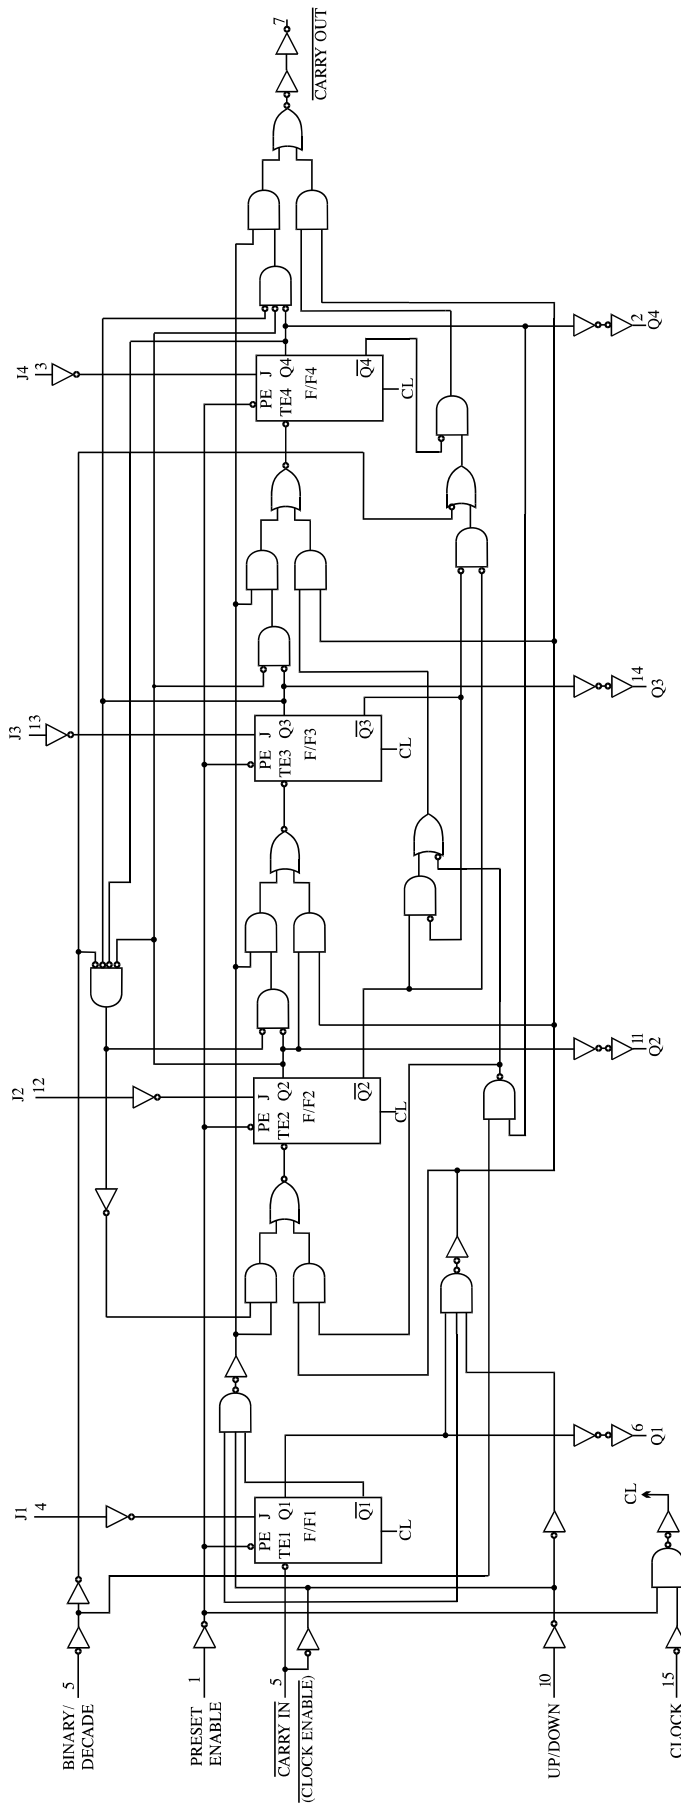 7
CARRY OUT
J4
3
PE
J
TE4
Q4
F/F4
Q4
CL
2
Q4
J3
13
PE
J
TE3
Q3
F/F3
Q3
CL
14
Q3
J2
12
PE
J
TE2
Q2
F/F2
Q2
CL
11
Q2
J1
4
PE
J
TE1
Q1
F/F1
Q1
CL
6
Q1
CL
5
BINARY/
DECADE
1
PRESET
ENABLE
5
CARRY IN
(CLOCK ENABLE)
10
UP/DOWN
15
CLOCK